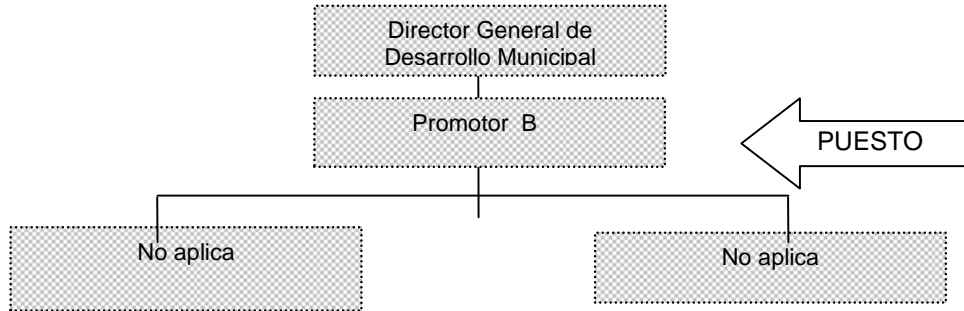 Director General de
Desarrollo Municipal
Promotor B
PUESTO
No aplica
No aplica